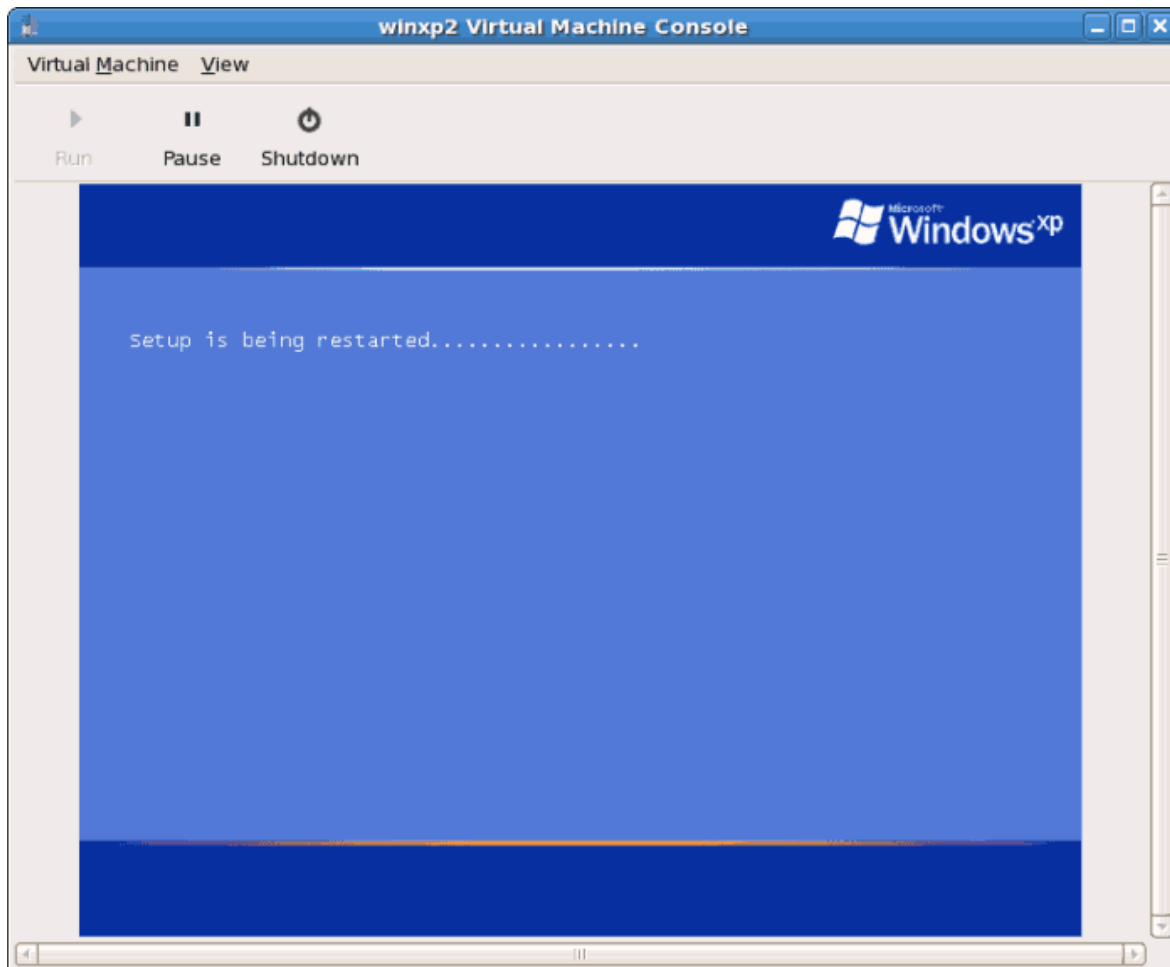 winxp2 Virtual Machine Console
Virtual Machine View
Run Pause Shutdown
Microsoft
Windows xp
Setup is being restarted.................